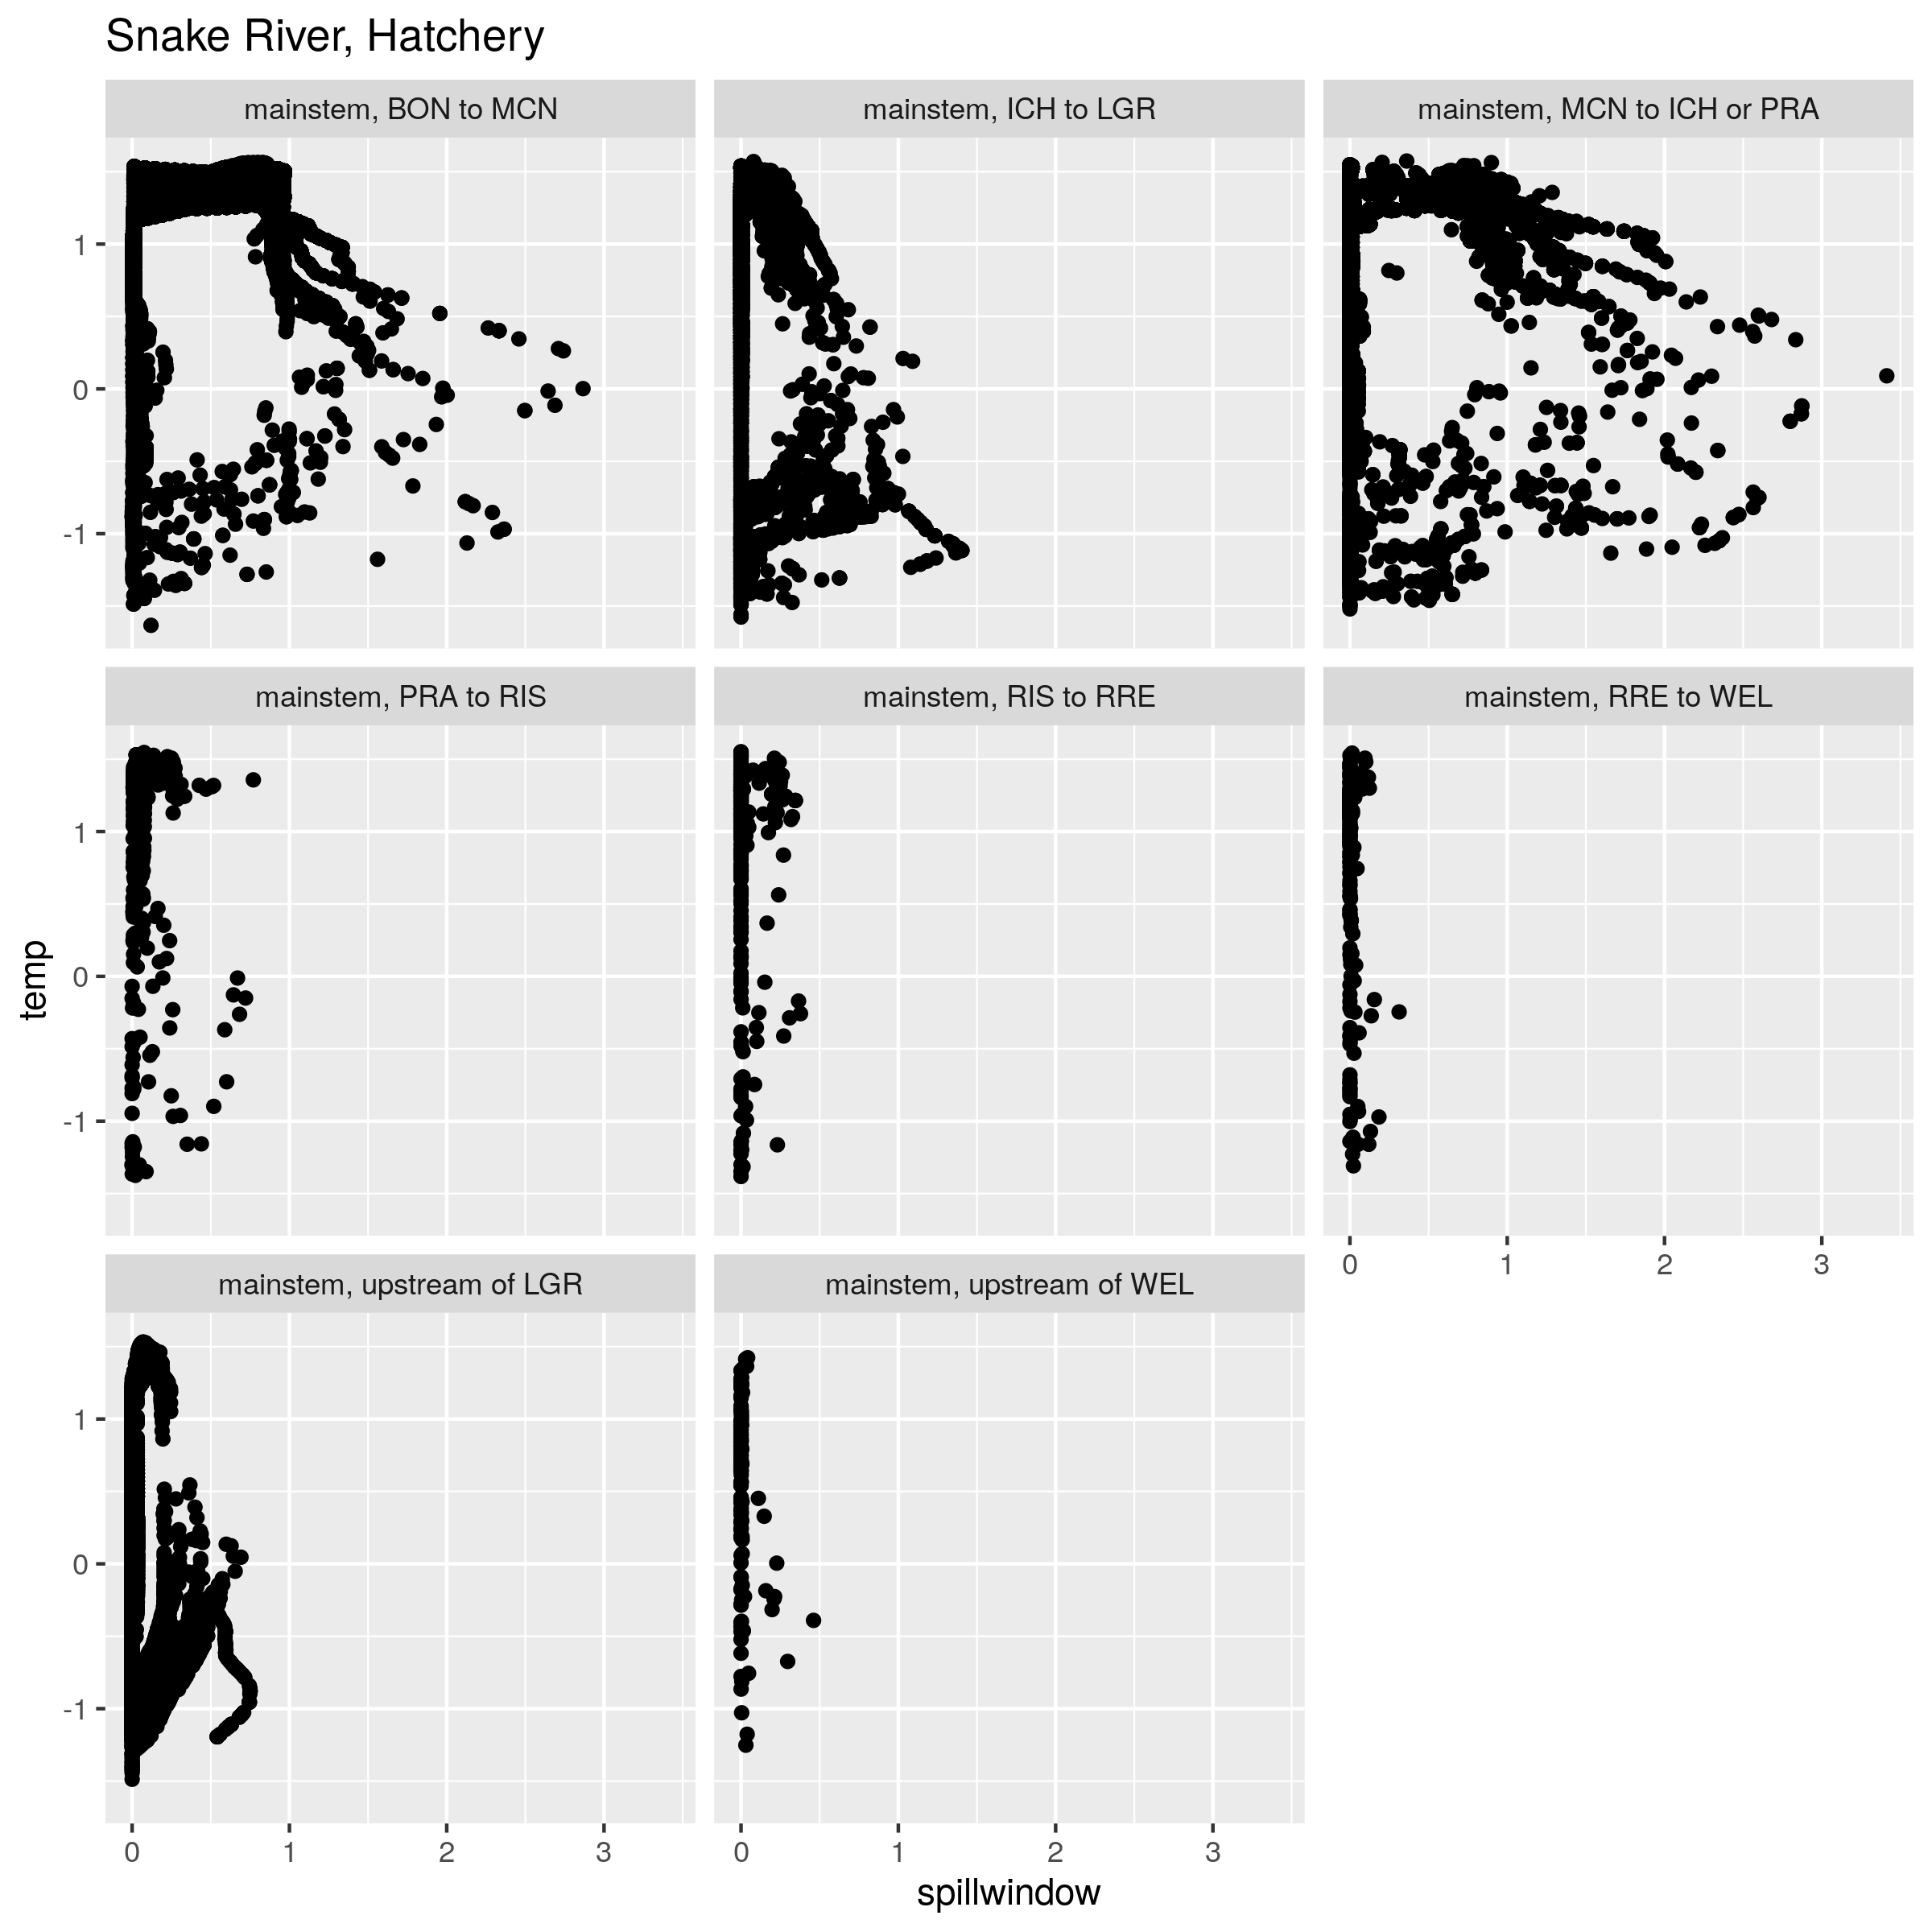 Snake River, Hatchery
mainstem, BON to MCN
mainstem, ICH to LGR
mainstem, MCN to ICH or PRA
1
0
-1
mainstem, PRA to RIS
mainstem, RIS to RRE
mainstem, RRE to WEL
temp
1
0
-1
0 1 2 3
mainstem, upstream of LGR
mainstem, upstream of WEL
1
0
-1
0 1 2 3
0 1 2 3
spillwindow